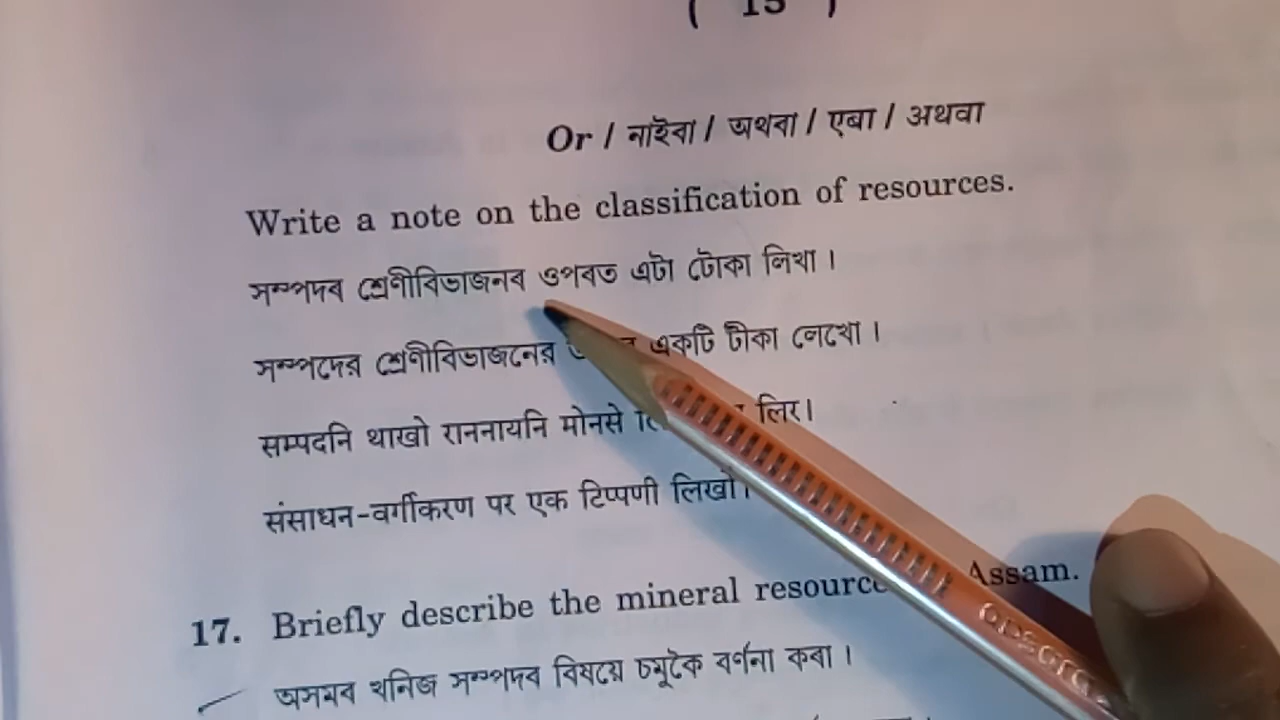 ( 15 )
Or / নাইবা / অথবা / एबा / अथवा
Write a note on the classification of resources.
সম্পদৰ শ্ৰেণীবিভাজনৰ ওপৰত এটা টোকা লিখা ।
সম্পদের শ্রেণীবিভাজনের একটি টীকা লেখো ।
सम्पदनि थाखो राननायनि मोनसे लिर।
संसाधन-वर्गीकरण पर एक टिप्पणी लिखो।
17. Briefly describe the mineral Assam.
অসমৰ খনিজ সম্পদৰ বিষয়ে চমুকৈ বৰ্ণনা কৰা ।